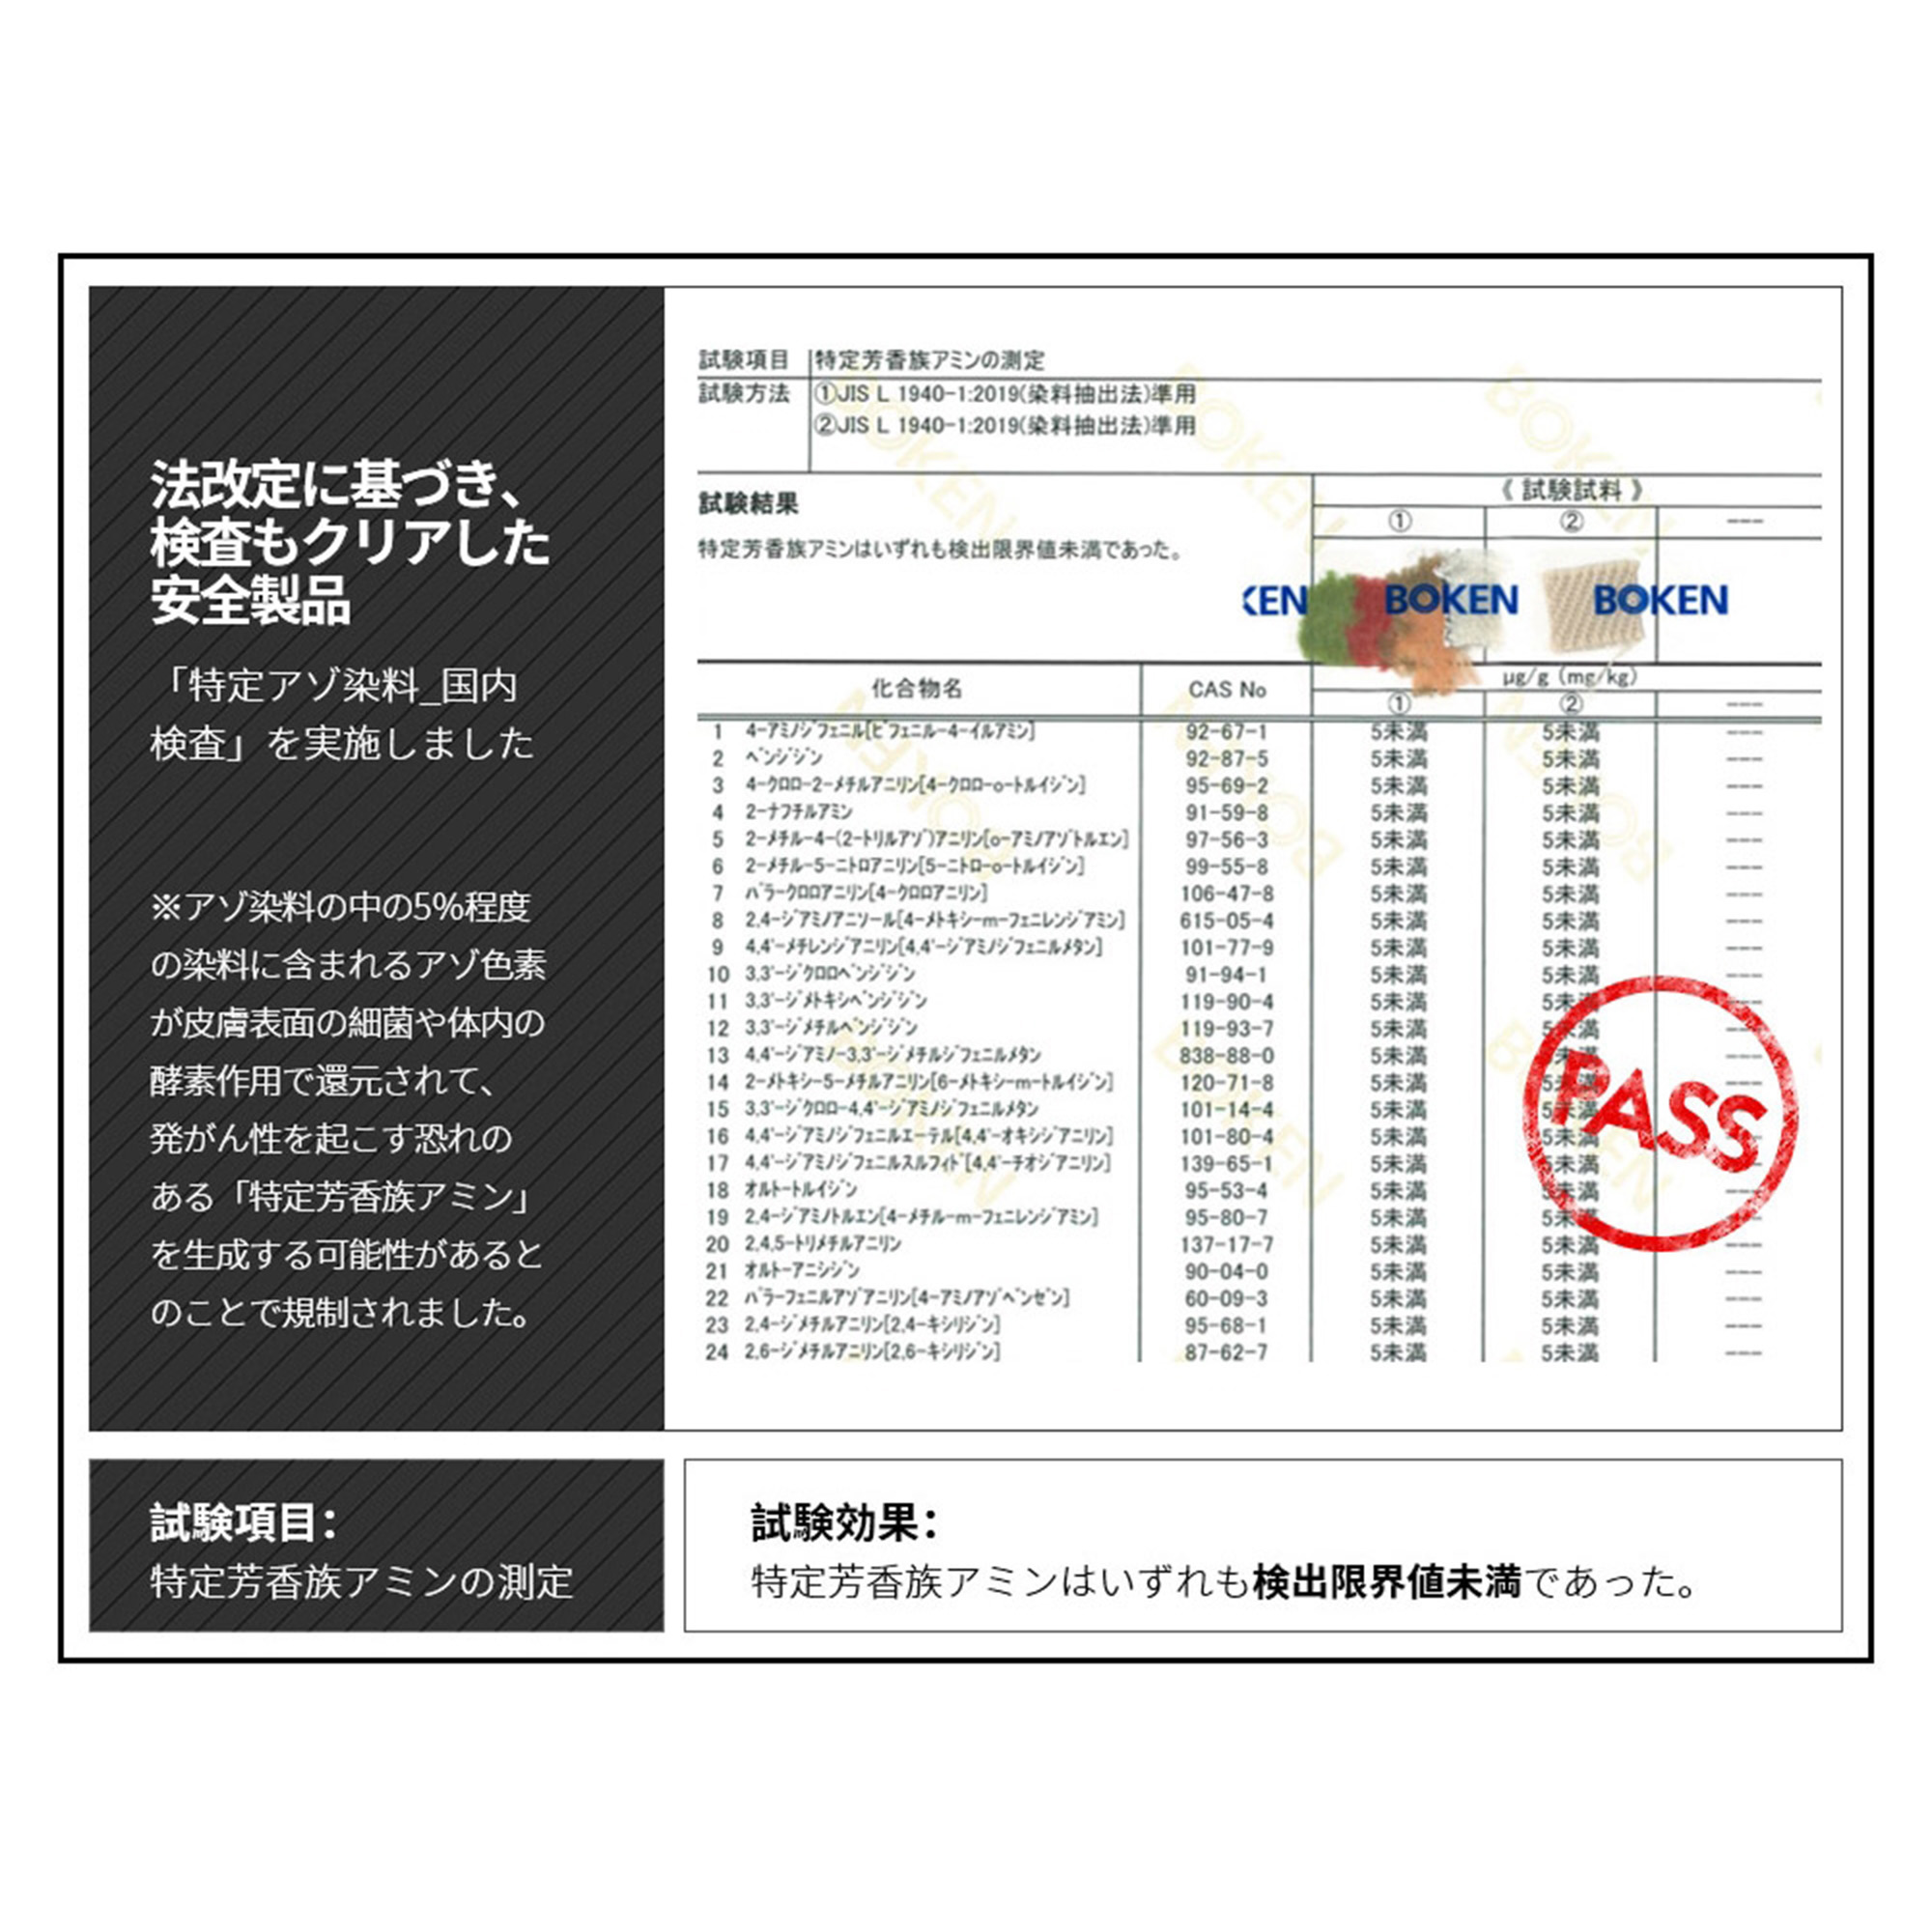 法改定に基づき、
検査もクリアした
安全製品
「特定アゾ染料_国内
検査」を実施しました
※アゾ染料の中の5%程度
の染料に含まれるアゾ色素
が皮膚表面の細菌や体内の
酵素作用で還元されて、
発がん性を起こす恐れの
ある「特定芳香族アミン」
を生成する可能性があると
のことで規制されました。
試験項目 特定芳香族アミンの測定
試験方法 ①JIS L 1940-1:2019(染料抽出法)準用
②JIS L 1940-1:2019(染料抽出法)準用
試験結果
特定芳香族アミンはいずれも検出限界値未満であった。
《 試験試料 》
① ② ---
KEN BOKEN BOKEN
化合物名 CAS No μg/g (mg/kg)
① ② ---
1 4-アミノジフェニル[ビフェニル-4-イルアミン] 92-67-1 5未満 5未満 ---
2 ベンジジン 92-87-5 5未満 5未満 ---
3 4-クロロ-2-メチルアニリン[4-クロロ-o-トルイジン] 95-69-2 5未満 5未満 ---
4 2-ナフチルアミン 91-59-8 5未満 5未満 ---
5 2-メチル-4-(2-トリルアゾ)アニリン[o-アミノアゾトルエン] 97-56-3 5未満 5未満 ---
6 2-メチル-5-ニトロアニリン[5-ニトロ-o-トルイジン] 99-55-8 5未満 5未満 ---
7 パラ-クロロアニリン[4-クロロアニリン] 106-47-8 5未満 5未満 ---
8 2,4-ジアミノアニソール[4-メトキシ-m-フェニレンジアミン] 615-05-4 5未満 5未満 ---
9 4,4'-メチレンジアニリン[4,4'-ジアミノジフェニルメタン] 101-77-9 5未満 5未満 ---
10 3,3'-ジクロロベンジジン 91-94-1 5未満 5未満 ---
11 3,3'-ジメトキシベンジジン 119-90-4 5未満 5未満 ---
12 3,3'-ジメチルベンジジン 119-93-7 5未満 5未満 ---
13 4,4'-ジアミノ-3,3'-ジメチルジフェニルメタン 838-88-0 5未満 5未満 ---
14 2-メトキシ-5-メチルアニリン[6-メトキシ-m-トルイジン] 120-71-8 5未満 5未満 ---
15 3,3'-ジクロロ-4,4'-ジアミノジフェニルメタン 101-14-4 5未満 5未満 ---
16 4,4'-ジアミノジフェニルエーテル[4,4'-オキシジアニリン] 101-80-4 5未満 5未満 ---
17 4,4'-ジアミノジフェニルスルフィド[4,4'-チオジアニリン] 139-65-1 5未満 5未満 ---
18 オルト-トルイジン 95-53-4 5未満 5未満 ---
19 2,4-ジアミノトルエン[4-メチル-m-フェニレンジアミン] 95-80-7 5未満 5未満 ---
20 2,4,5-トリメチルアニリン 137-17-7 5未満 5未満 ---
21 オルト-アニシジン 90-04-0 5未満 5未満 ---
22 パラ-フェニルアゾアニリン[4-アミノアゾベンゼン] 60-09-3 5未満 5未満 ---
23 2,4-ジメチルアニリン[2,4-キシリジン] 95-68-1 5未満 5未満 ---
24 2,6-ジメチルアニリン[2,6-キシリジン] 87-62-7 5未満 5未満 ---
PASS
試験項目：
特定芳香族アミンの測定
試験効果：
特定芳香族アミンはいずれも検出限界値未満であった。